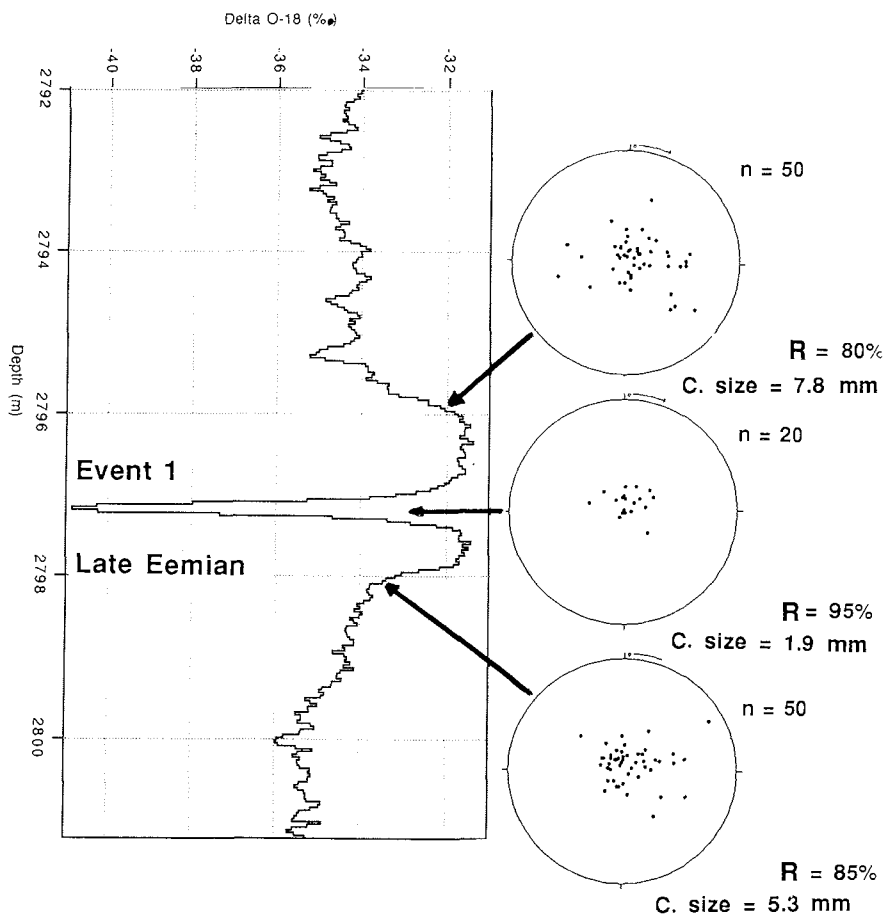 Delta O-18 (‰)
-40
-38
-36
-34
-32
2792
2794
2796
2798
2800
Depth (m)
Event 1
Late Eemian
n = 50
R = 80%
C. size = 7.8 mm
n = 20
R = 95%
C. size = 1.9 mm
n = 50
R = 85%
C. size = 5.3 mm